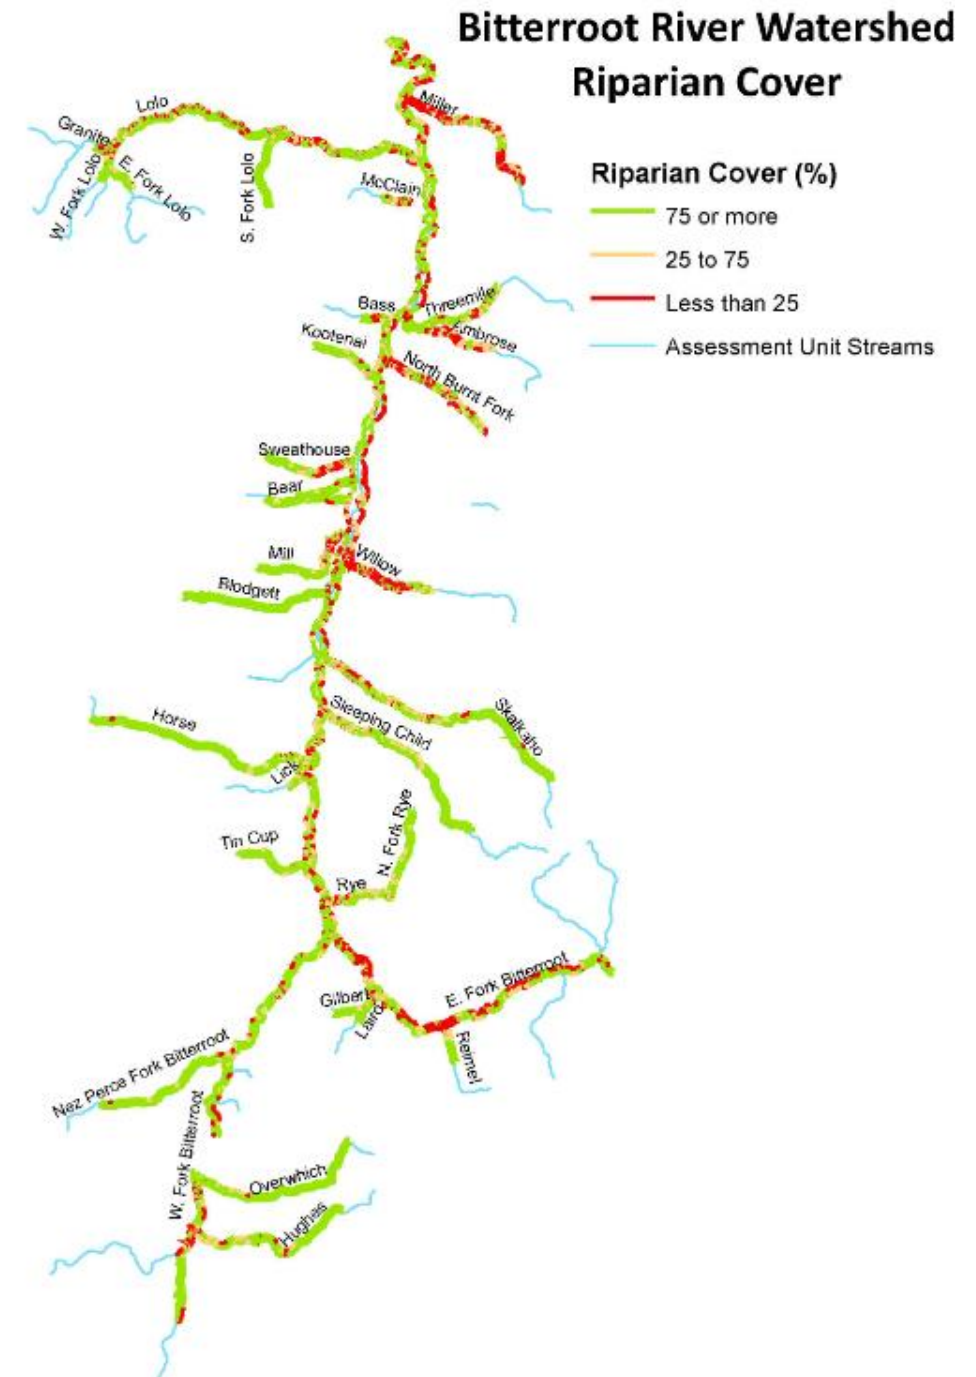 Bitterroot River Watershed
Riparian Cover
Riparian Cover (%)
75 or more
25 to 75
Less than 25
Assessment Unit Streams
Miller
Lolo
Granite
W. Fork Lolo
E. Fork Lolo
S. Fork Lolo
McClain
Bass
Threemile
Ambrose
Kootenai
North Burnt Fork
Sweathouse
Bear
Mill
Willow
Blodgett
Skalkaho
Sleeping Child
Horse
Lick
N. Fork Rye
Tin Cup
Rye
E. Fork Bitterroot
Gilbert
Laird
Reimel
Nez Perce Fork Bitterroot
W. Fork Bitterroot
Overwhich
Hughes